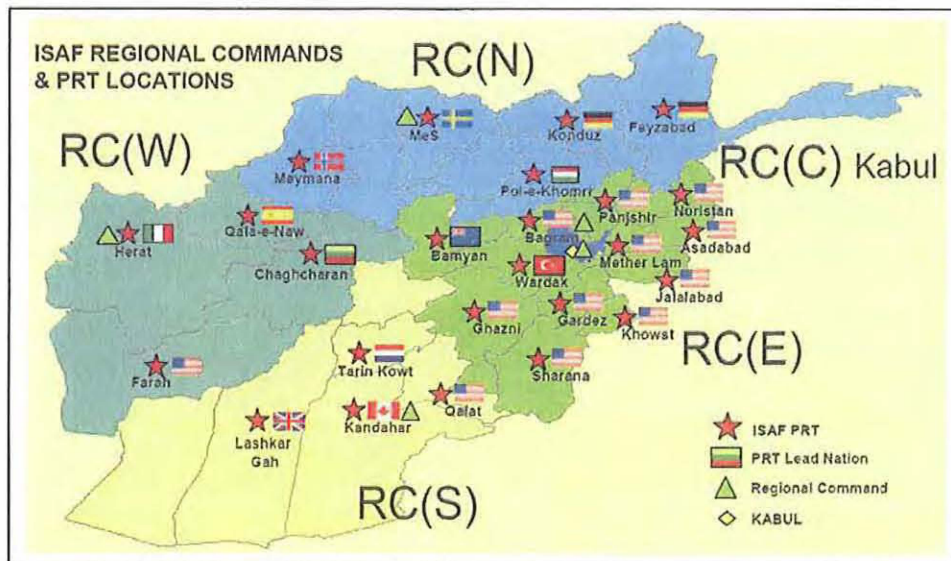 ISAF REGIONAL COMMANDS
& PRT LOCATIONS
RC(N)
RC(W)
RC(C) Kabul
MeS
Konduz
Feyzabad
Meymana
Pol-e-Khomri
Panjshir
Nuristan
Qala-e-Naw
Bagram
Asadabad
Herat
Bamyan
Mether Lam
Chaghcharan
Wardak
Jalalabad
Ghazni
Gardez
Khowst
RC(E)
Farah
Tarin Kowt
Sharana
Qalat
Kandahar
Lashkar
Gah
RC(S)
ISAF PRT
PRT Lead Nation
Regional Command
KABUL